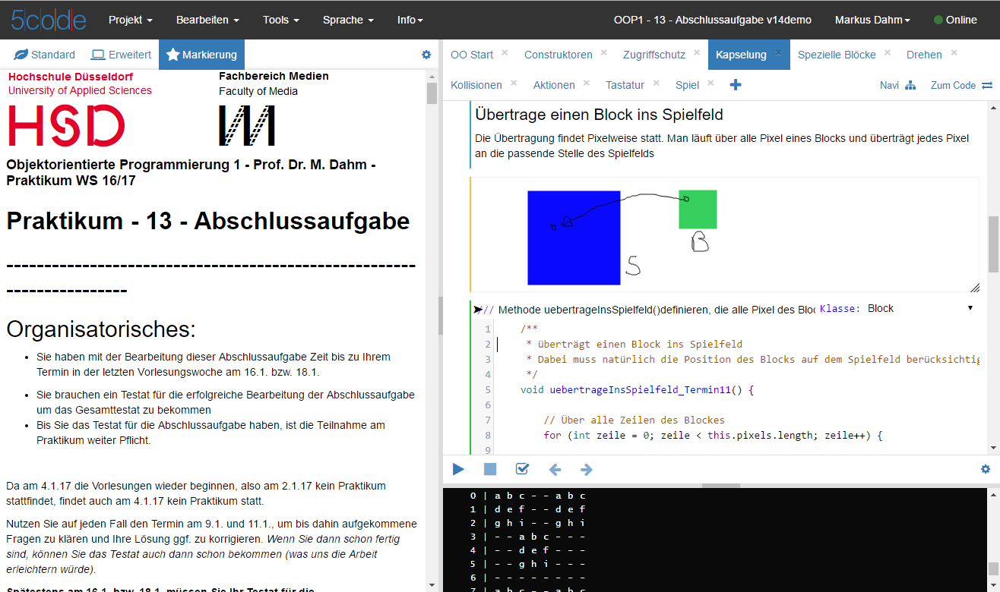 5code Projekt Bearbeiten Tools Sprache Info OOP1 - 13 - Abschlussaufgabe v14demo Markus Dahm Online
Standard Erweitert Markierung
Hochschule Düsseldorf
University of Applied Sciences
HSD
Fachbereich Medien
Faculty of Media
Objektorientierte Programmierung 1 - Prof. Dr. M. Dahm -
Praktikum WS 16/17
Praktikum - 13 - Abschlussaufgabe
------------------------------------------------------
----------------
Organisatorisches:
• Sie haben mit der Bearbeitung dieser Abschlussaufgabe Zeit bis zu Ihrem
Termin in der letzten Vorlesungswoche am 16.1. bzw. 18.1.
• Sie brauchen ein Testat für die erfolgreiche Bearbeitung der Abschlussaufgabe
um das Gesamttestat zu bekommen
• Bis Sie das Testat für die Abschlussaufgabe haben, ist die Teilnahme am
Praktikum weiter Pflicht.
Da am 4.1.17 die Vorlesungen wieder beginnen, also am 2.1.17 kein Praktikum
stattfindet, findet auch am 4.1.17 kein Praktikum statt.
Nutzen Sie auf jeden Fall den Termin am 9.1. und 11.1., um bis dahin aufgekommene
Fragen zu klären und Ihre Lösung ggf. zu korrigieren. Wenn Sie dann schon fertig
sind, können Sie das Testat auch dann schon bekommen (was uns die Arbeit
erleichtern würde).
Spätestens am 16.1. bzw. 18.1. müssen Sie Ihr Testat für die
OO Start Construktoren Zugriffschutz Kapselung Spezielle Blöcke Drehen
Kollisionen Aktionen Tastatur Spiel Navi Zum Code
Übertrage einen Block ins Spielfeld
Die Übertragung findet Pixelweise statt. Man läuft über alle Pixel eines Blocks und überträgt jedes Pixel
an die passende Stelle des Spielfelds
B
S
/// Methode uebertrageInsSpielfeld()definieren, die alle Pixel des Bloc Klasse: Block
1 /**
2 * überträgt einen Block ins Spielfeld
3 * Dabei muss natürlich die Position des Blocks auf dem Spielfeld berücksichtig
4 */
5 void uebertrageInsSpielfeld_Termin11() {
6
7 // Über alle Zeilen des Blockes
8 for (int zeile = 0; zeile < this.pixels.length; zeile++) {
9
0 | a b c - - a b c
1 | d e f - - d e f
2 | g h i - - g h i
3 | - - a b c - - -
4 | - - d e f - - -
5 | - - g h i - - -
6 | - - - - - - - -
7 | a b c - - a b c